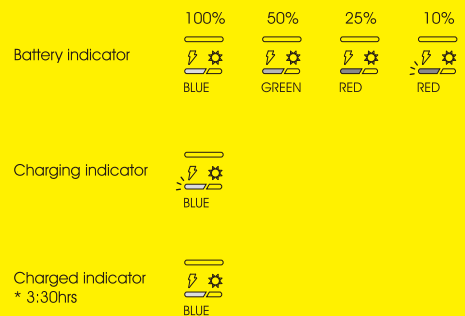 100% 50% 25% 10%
Battery indicator
BLUE GREEN RED RED
Charging indicator
BLUE
Charged indicator
* 3:30hrs
BLUE